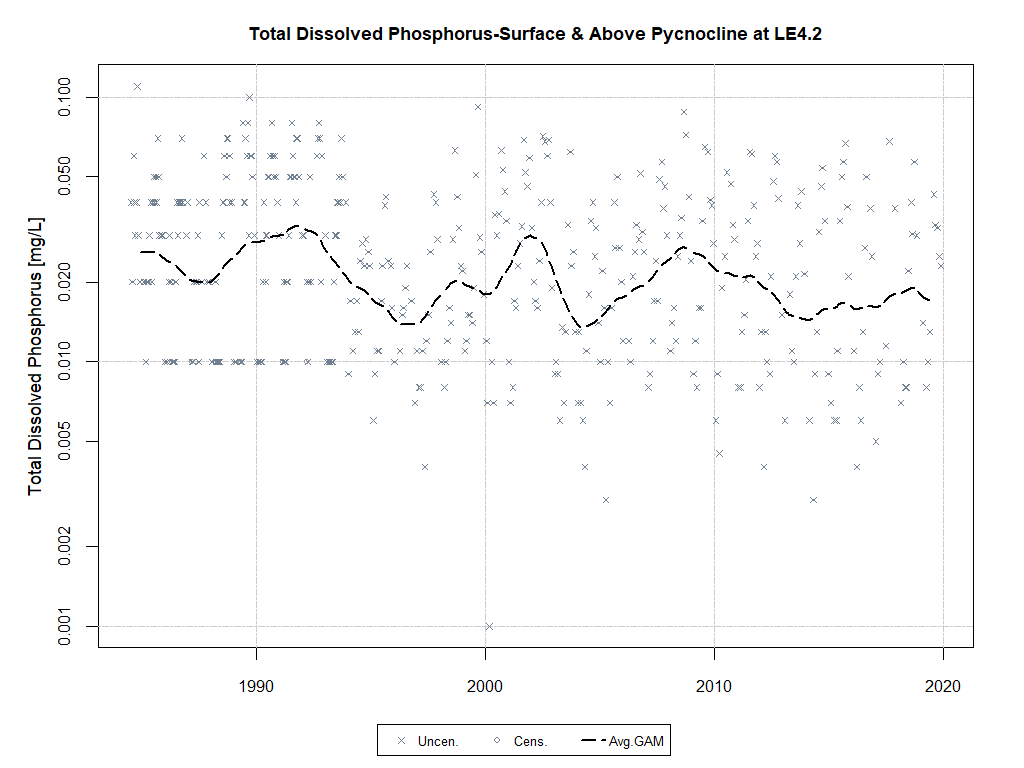 Total Dissolved Phosphorus-Surface & Above Pycnocline at LE4.2
Total Dissolved Phosphorus [mg/L]
0.100
0.050
0.020
0.010
0.005
0.002
0.001
1990 2000 2010 2020
Uncen. Cens. Avg.GAM